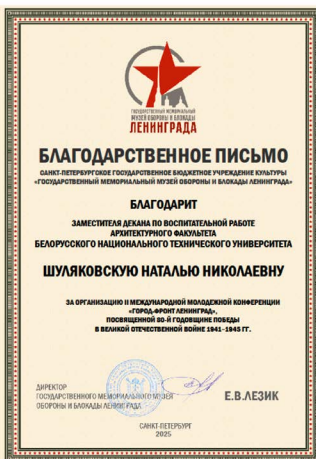 ГОСУДАРСТВЕННЫЙ МЕМОРИАЛЬНЫЙ
МУЗЕЙ ОБОРОНЫ И БЛОКАДЫ
ЛЕНИНГРАДА
БЛАГОДАРСТВЕННОЕ ПИСЬМО
САНКТ-ПЕТЕРБУРГСКОЕ ГОСУДАРСТВЕННОЕ БЮДЖЕТНОЕ УЧРЕЖДЕНИЕ КУЛЬТУРЫ
«ГОСУДАРСТВЕННЫЙ МЕМОРИАЛЬНЫЙ МУЗЕЙ ОБОРОНЫ И БЛОКАДЫ ЛЕНИНГРАДА»
БЛАГОДАРИТ
ЗАМЕСТИТЕЛЯ ДЕКАНА ПО ВОСПИТАТЕЛЬНОЙ РАБОТЕ
АРХИТЕКТУРНОГО ФАКУЛЬТЕТА
БЕЛОРУССКОГО НАЦИОНАЛЬНОГО ТЕХНИЧЕСКОГО УНИВЕРСИТЕТА
ШУЛЯКОВСКУЮ НАТАЛЬЮ НИКОЛАЕВНУ
ЗА ОРГАНИЗАЦИЮ II МЕЖДУНАРОДНОЙ МОЛОДЕЖНОЙ КОНФЕРЕНЦИИ
«ГОРОД-ФРОНТ ЛЕНИНГРАД»,
ПОСВЯЩЕННОЙ 80-Й ГОДОВЩИНЕ ПОБЕДЫ
В ВЕЛИКОЙ ОТЕЧЕСТВЕННОЙ ВОЙНЕ 1941-1945 ГГ.
ДИРЕКТОР
ГОСУДАРСТВЕННОГО МЕМОРИАЛЬНОГО МУЗЕЯ
ОБОРОНЫ И БЛОКАДЫ ЛЕНИНГРАДА
Е.В.ЛЕЗИК
САНКТ-ПЕТЕРБУРГ
2025